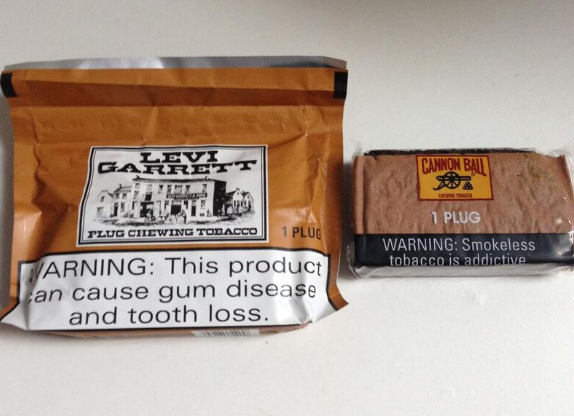 LEVI
GARRETT
PLUG CHEWING TOBACCO
1 PLUG
WARNING: This product
can cause gum disease
and tooth loss.
CANNON BALL
CHEWING TOBACCO
1 PLUG
WARNING: Smokeless
tobacco is addictive